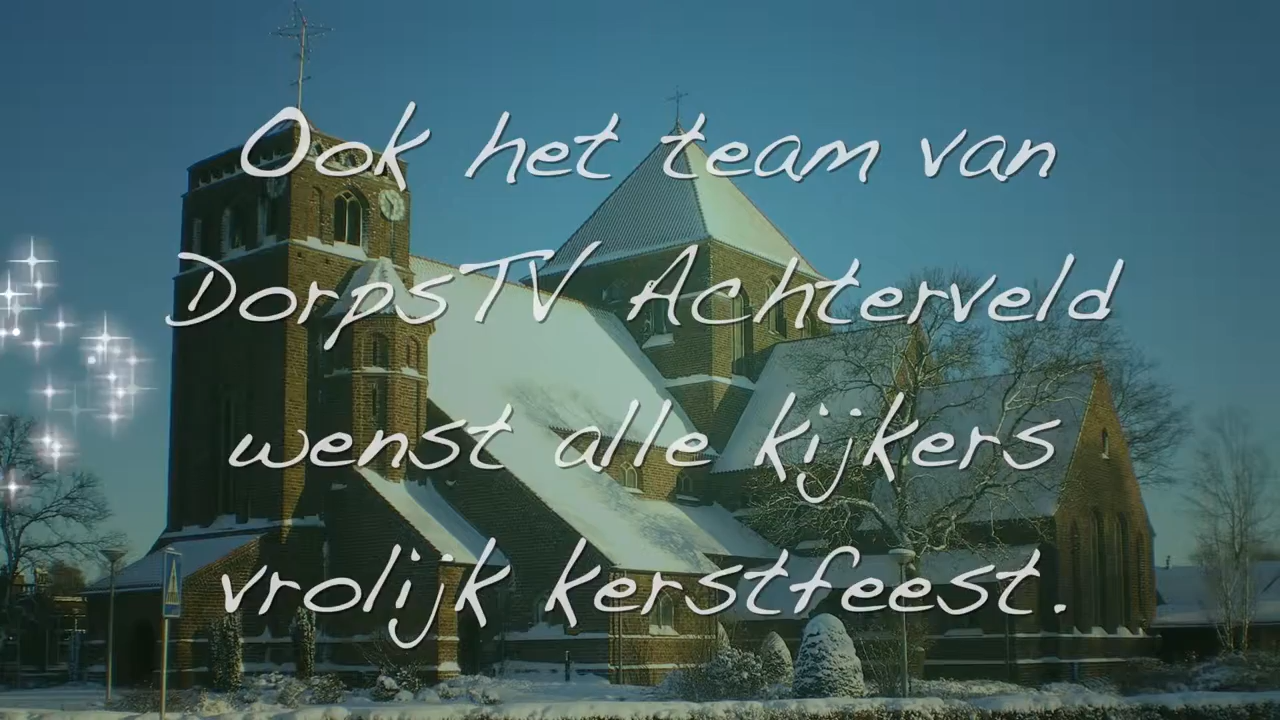 Ook het team van
DorpsTV Achterveld
wenst alle kijkers
vrolijk kerstfeest.